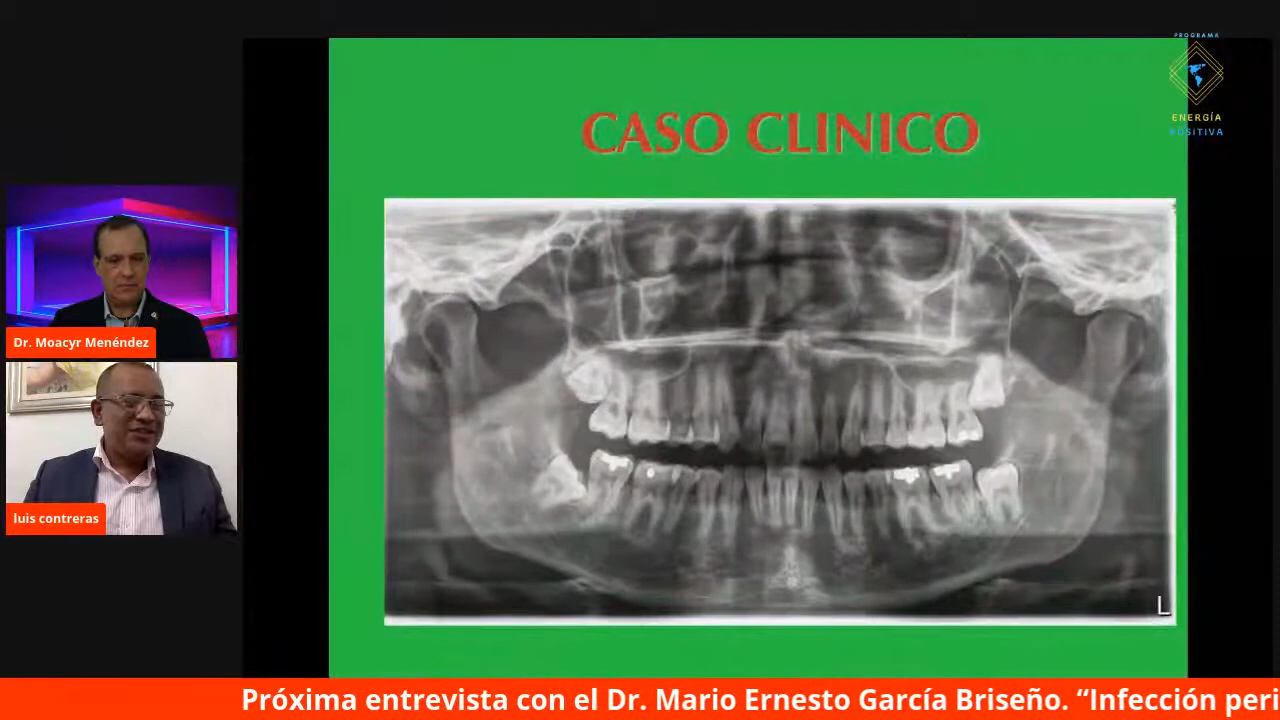 PROGRAMA
ENERGÍA
POSITIVA
CASO CLINICO
Dr. Moacyr Menéndez
luis contreras
L
Próxima entrevista con el Dr. Mario Ernesto García Briseño. “Infección peri